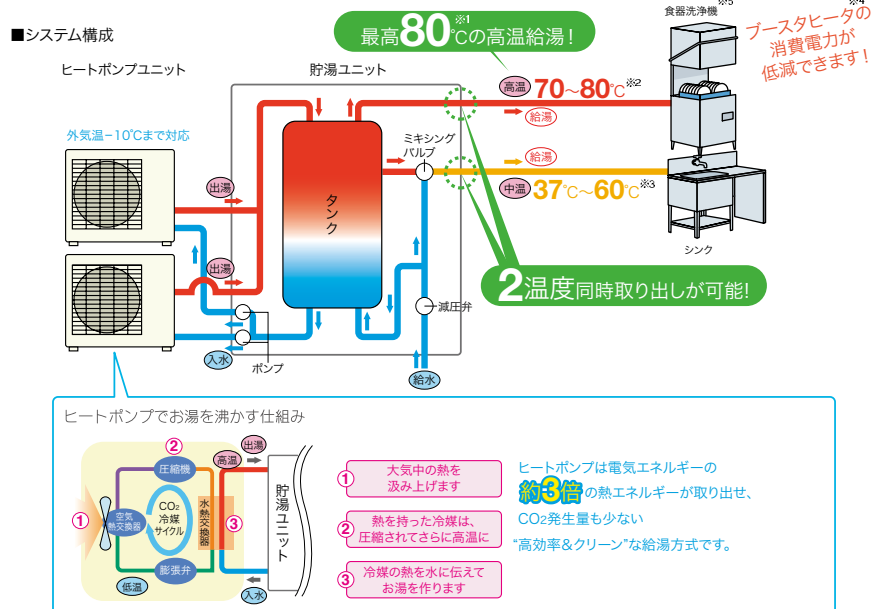 ■システム構成
ヒートポンプユニット
貯湯ユニット
最高80℃の高温給湯!
※1
食器洗浄機
※5
※4
ブースタヒータの
消費電力が
低減できます!
高温 70〜80℃※2
給湯
外気温−10℃まで対応
ミキシング
バルブ
給湯
中温 37℃〜60℃※3
出湯
タンク
シンク
出湯
2温度同時取り出しが可能!
減圧弁
ポンプ
入水
給水
ヒートポンプでお湯を沸かす仕組み
出湯
高温
② 圧縮機
CO₂
冷媒
サイクル
① 空気
熱交換器
水熱交換器
③
膨張弁
低温
入水
貯湯ユニット
① 大気中の熱を
汲み上げます
② 熱を持った冷媒は、
圧縮されてさらに高温に
③ 冷媒の熱を水に伝えて
お湯を作ります
ヒートポンプは電気エネルギーの
約3倍の熱エネルギーが取り出せ、
CO2発生量も少ない
“高効率&クリーン”な給湯方式です。